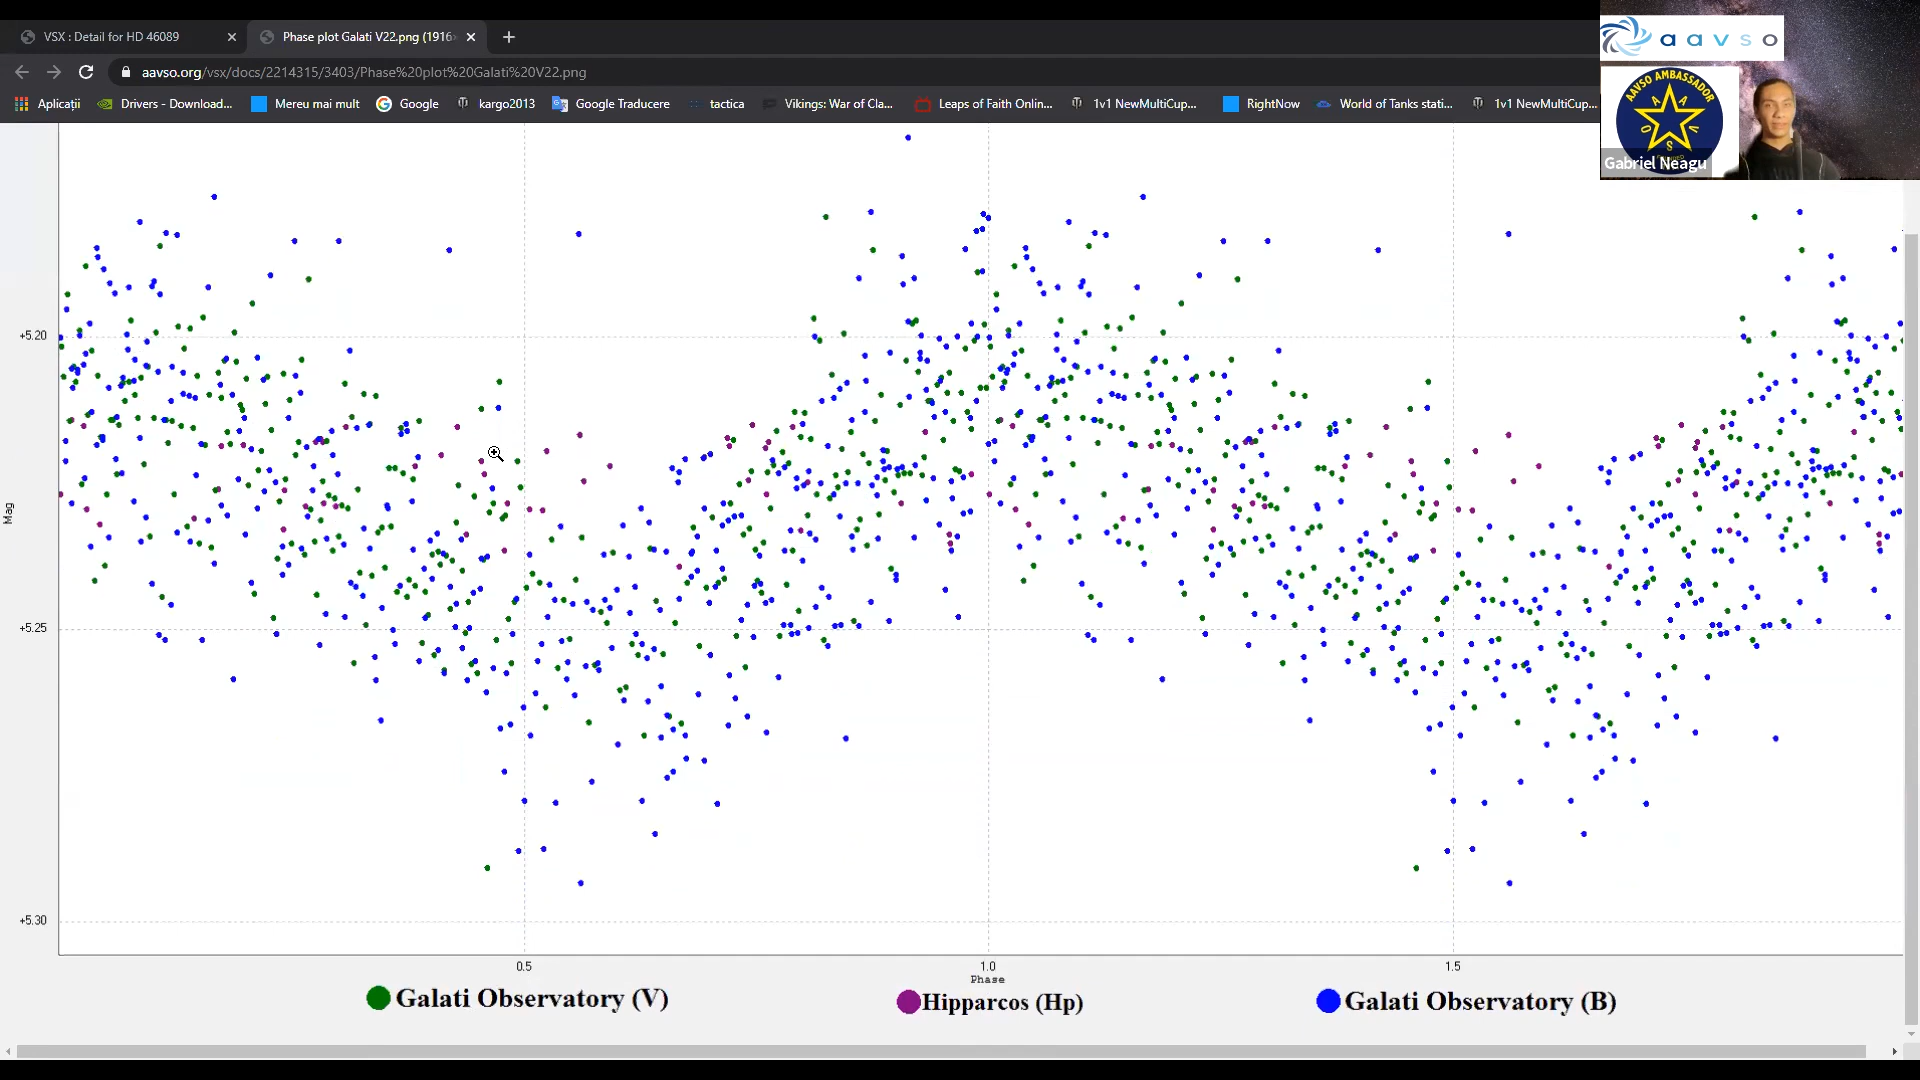 VSX : Detail for HD 46089
Phase plot Galati V22.png (1916×
aavso.org/vsx/docs/2214315/3403/Phase%20plot%20Galati%20V22.png
Aplicații
Drivers - Download...
Mereu mai mult
Google
kargo2013
Google Traducere
tactica
Vikings: War of Cla...
Leaps of Faith Onlin...
1v1 NewMultiCup...
RightNow
World of Tanks stati...
1v1 NewMultiCup...
aavso
AAVSO AMBASSADOR
A A
V
S
O
Gabriel Neagu
+5.20
Mag
+5.25
+5.30
0.5
1.0
1.5
Phase
Galati Observatory (V)
Hipparcos (Hp)
Galati Observatory (B)